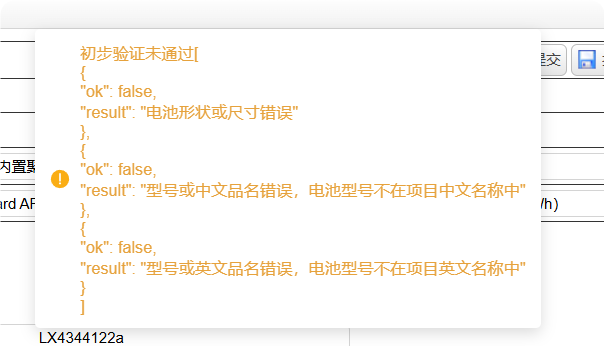 初步验证未通过[
{
"ok": false,
"result": "电池形状或尺寸错误"
},
{
"ok": false,
"result": "型号或中文品名错误，电池型号不在项目中文名称中"
},
{
"ok": false,
"result": "型号或英文品名错误，电池型号不在项目英文名称中"
}
]
提交
内置聚
ard AF
Wh）
LX4344122a